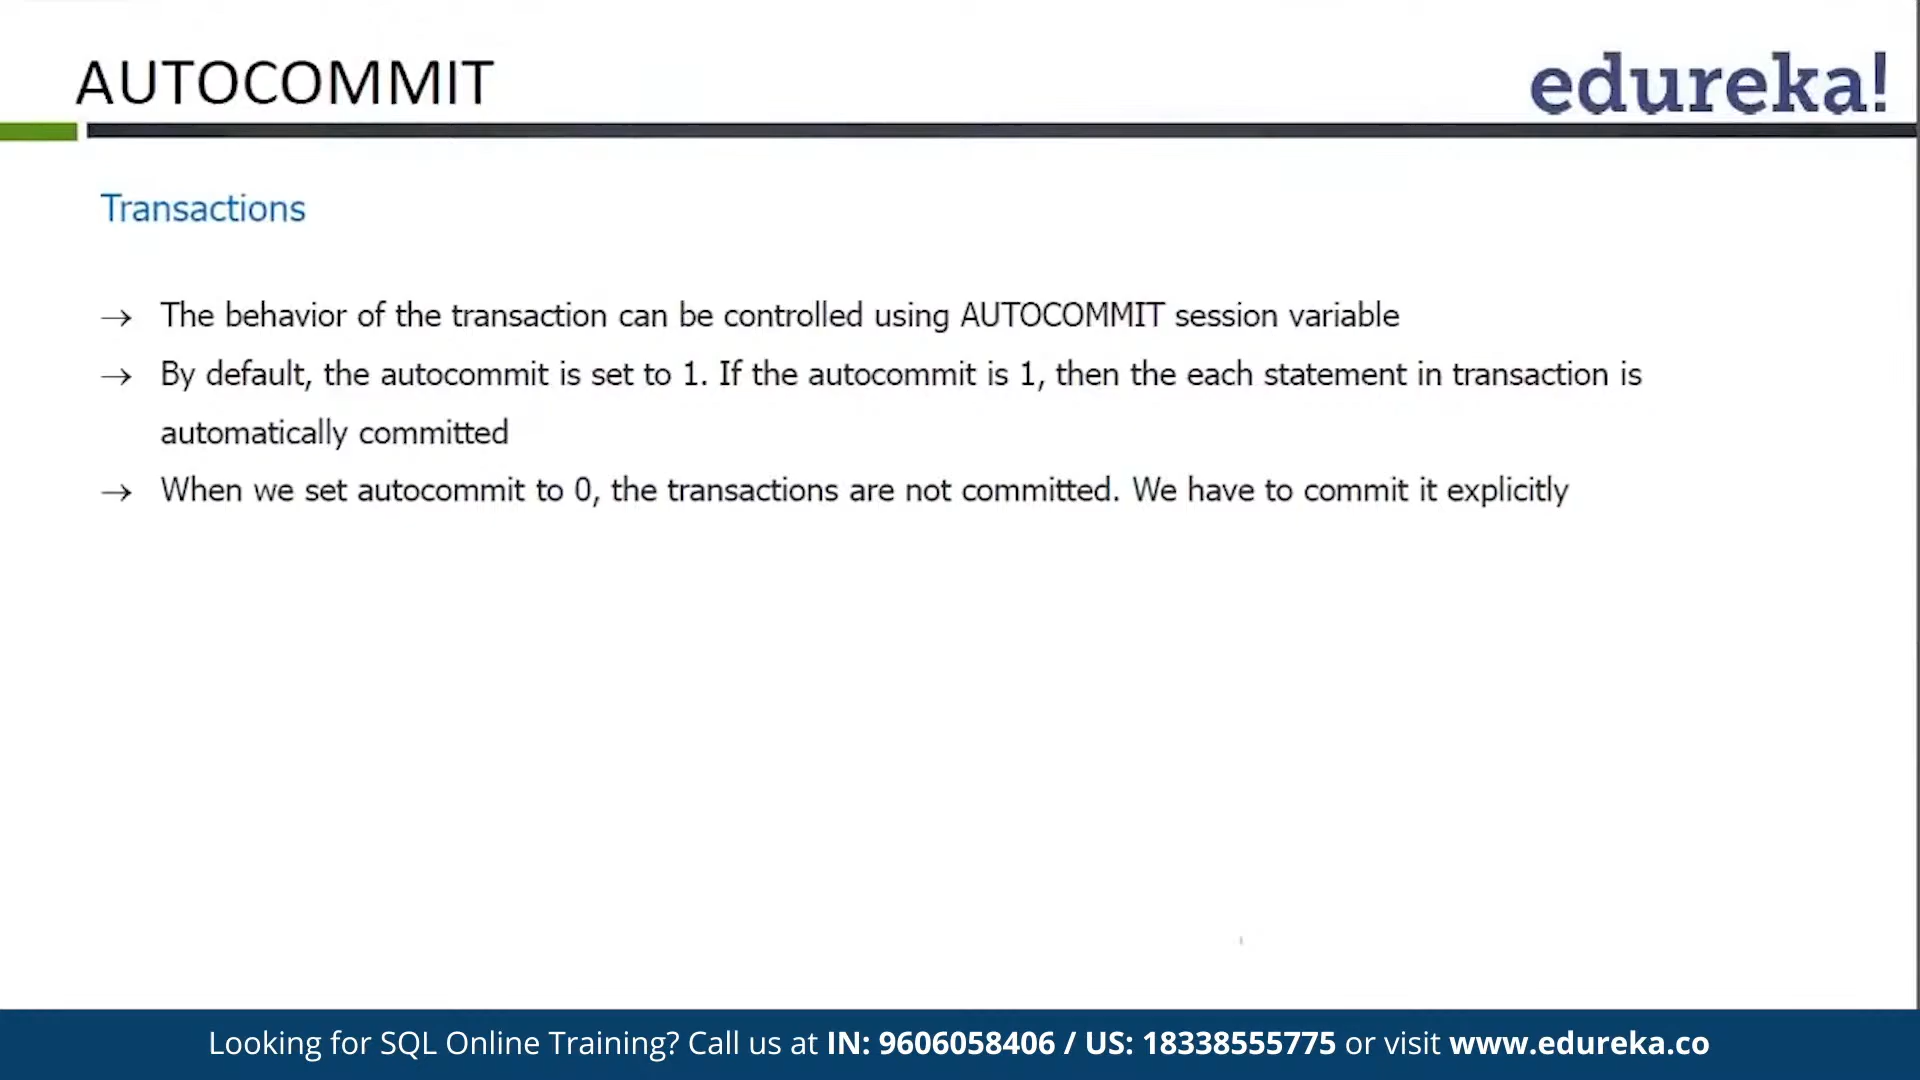 AUTOCOMMIT
edureka!
Transactions
→ The behavior of the transaction can be controlled using AUTOCOMMIT session variable
→ By default, the autocommit is set to 1. If the autocommit is 1, then the each statement in transaction is
automatically committed
→ When we set autocommit to 0, the transactions are not committed. We have to commit it explicitly
Looking for SQL Online Training? Call us at IN: 9606058406 / US: 18338555775 or visit www.edureka.co